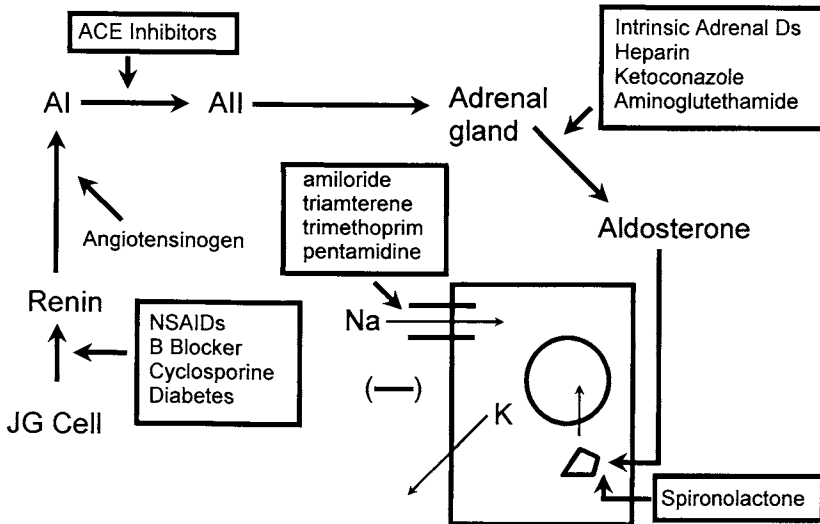 ACE Inhibitors
Intrinsic Adrenal Ds
Heparin
Ketoconazole
Aminoglutethamide
AI
AII
Adrenal
gland
amiloride
triamterene
trimethoprim
pentamidine
Angiotensinogen
Aldosterone
Renin
NSAIDs
B Blocker
Cyclosporine
Diabetes
Na
(—)
JG Cell
K
Spironolactone